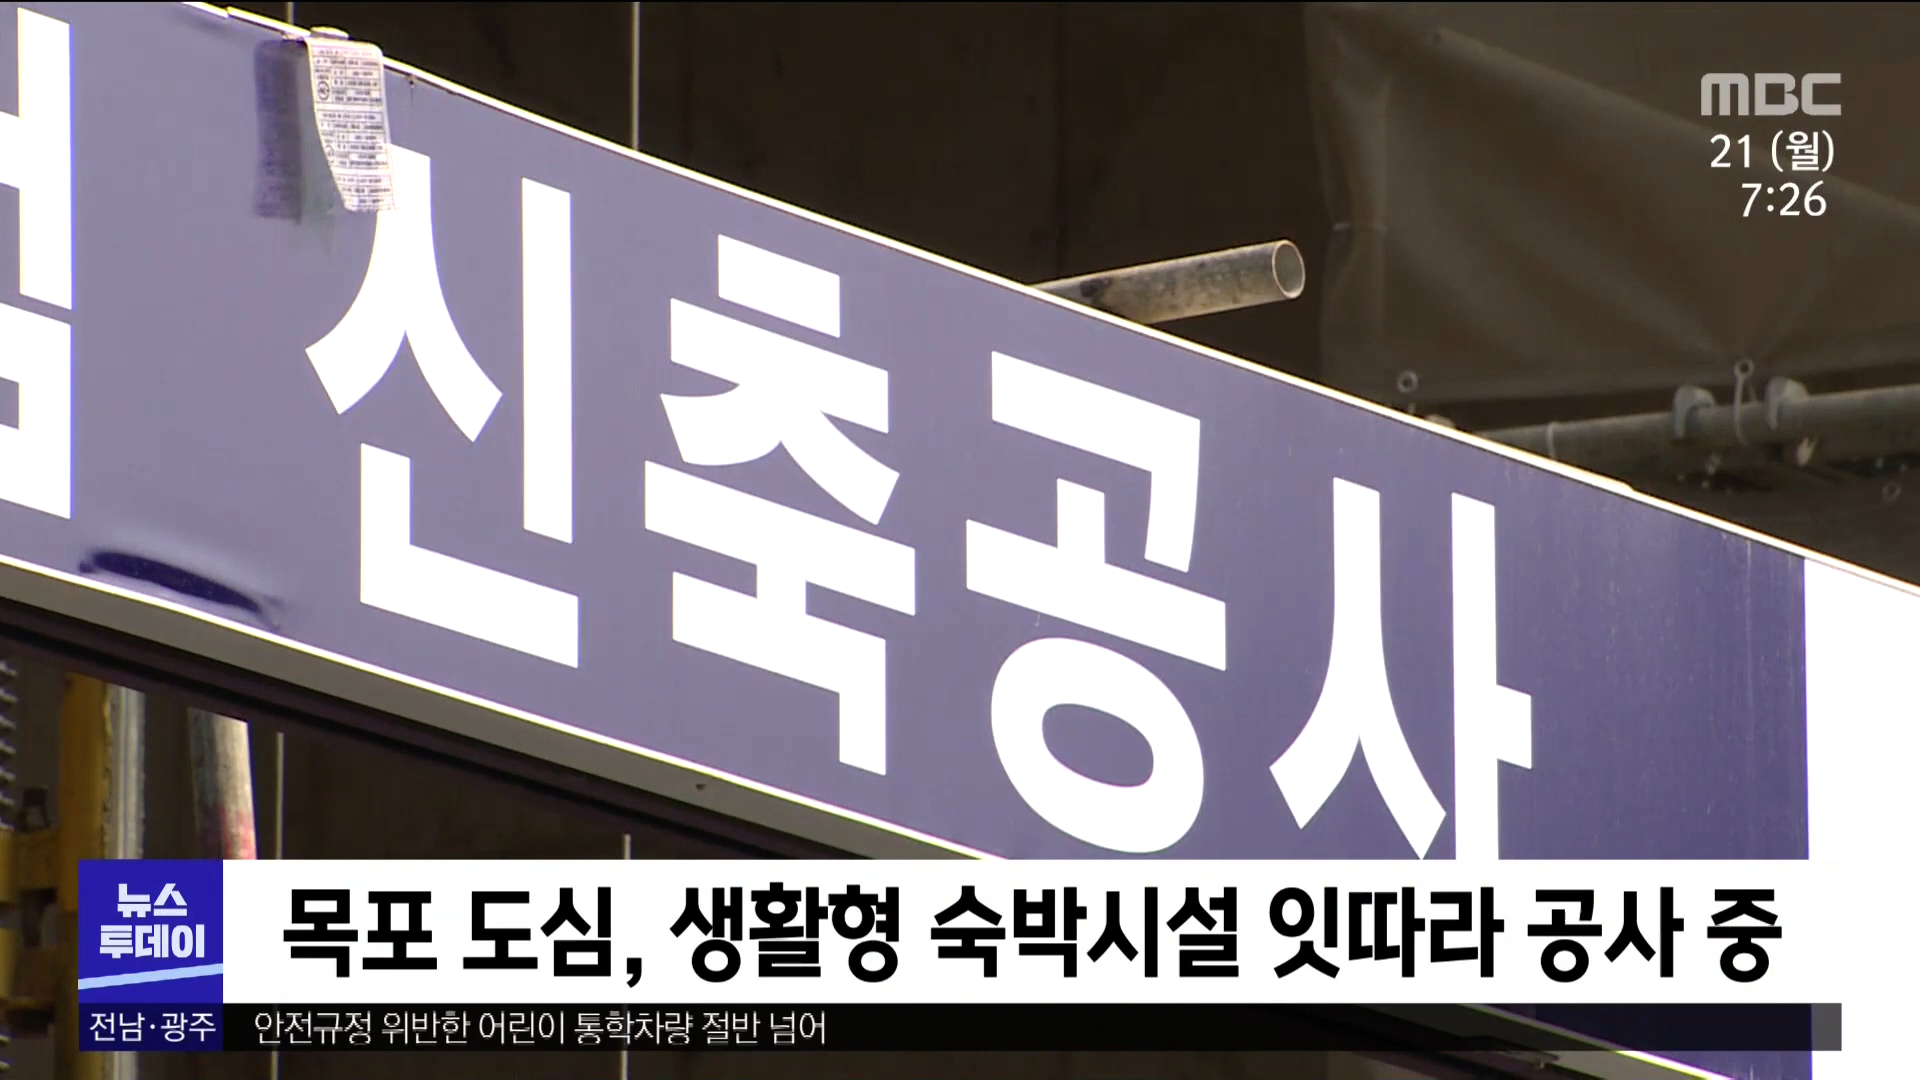 MBC
21 (월)
7:26
신축공사
뉴스
투데이
목포 도심, 생활형 숙박시설 잇따라 공사 중
전남·광주
안전규정 위반한 어린이 통학차량 절반 넘어